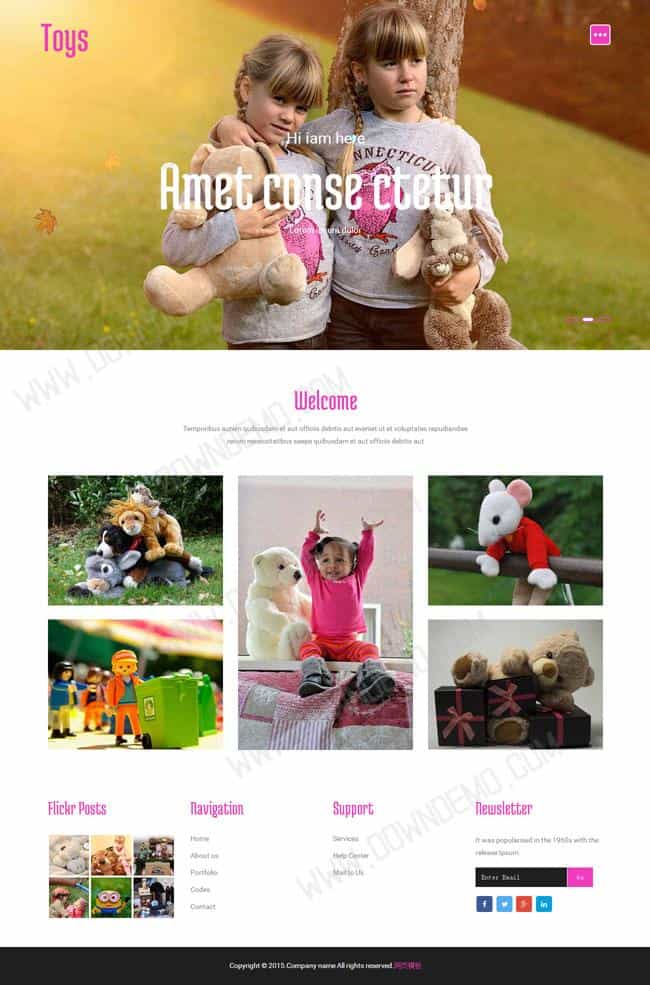 Toys
Hi iam here
Amet conse ctetur
Lorem ipsum dolor
CONNECTICUT
Welcome
Temporibus autem quibusdam et aut officiis debitis aut eveniet ut et voluptates repudiandae
rerum necessitatibus saepe quibusdam et aut officiis debitis aut
WWW.DOWNDEMO.COM
Flickr Posts
Navigation
Support
Newsletter
Home
About us
Portfolio
Codes
Contact
Services
Help Center
Mail to Us
It was popularised in the 1960s with the
release Ipsum.
Enter Email
Go
Copyright © 2015.Company name All rights reserved.网页模板